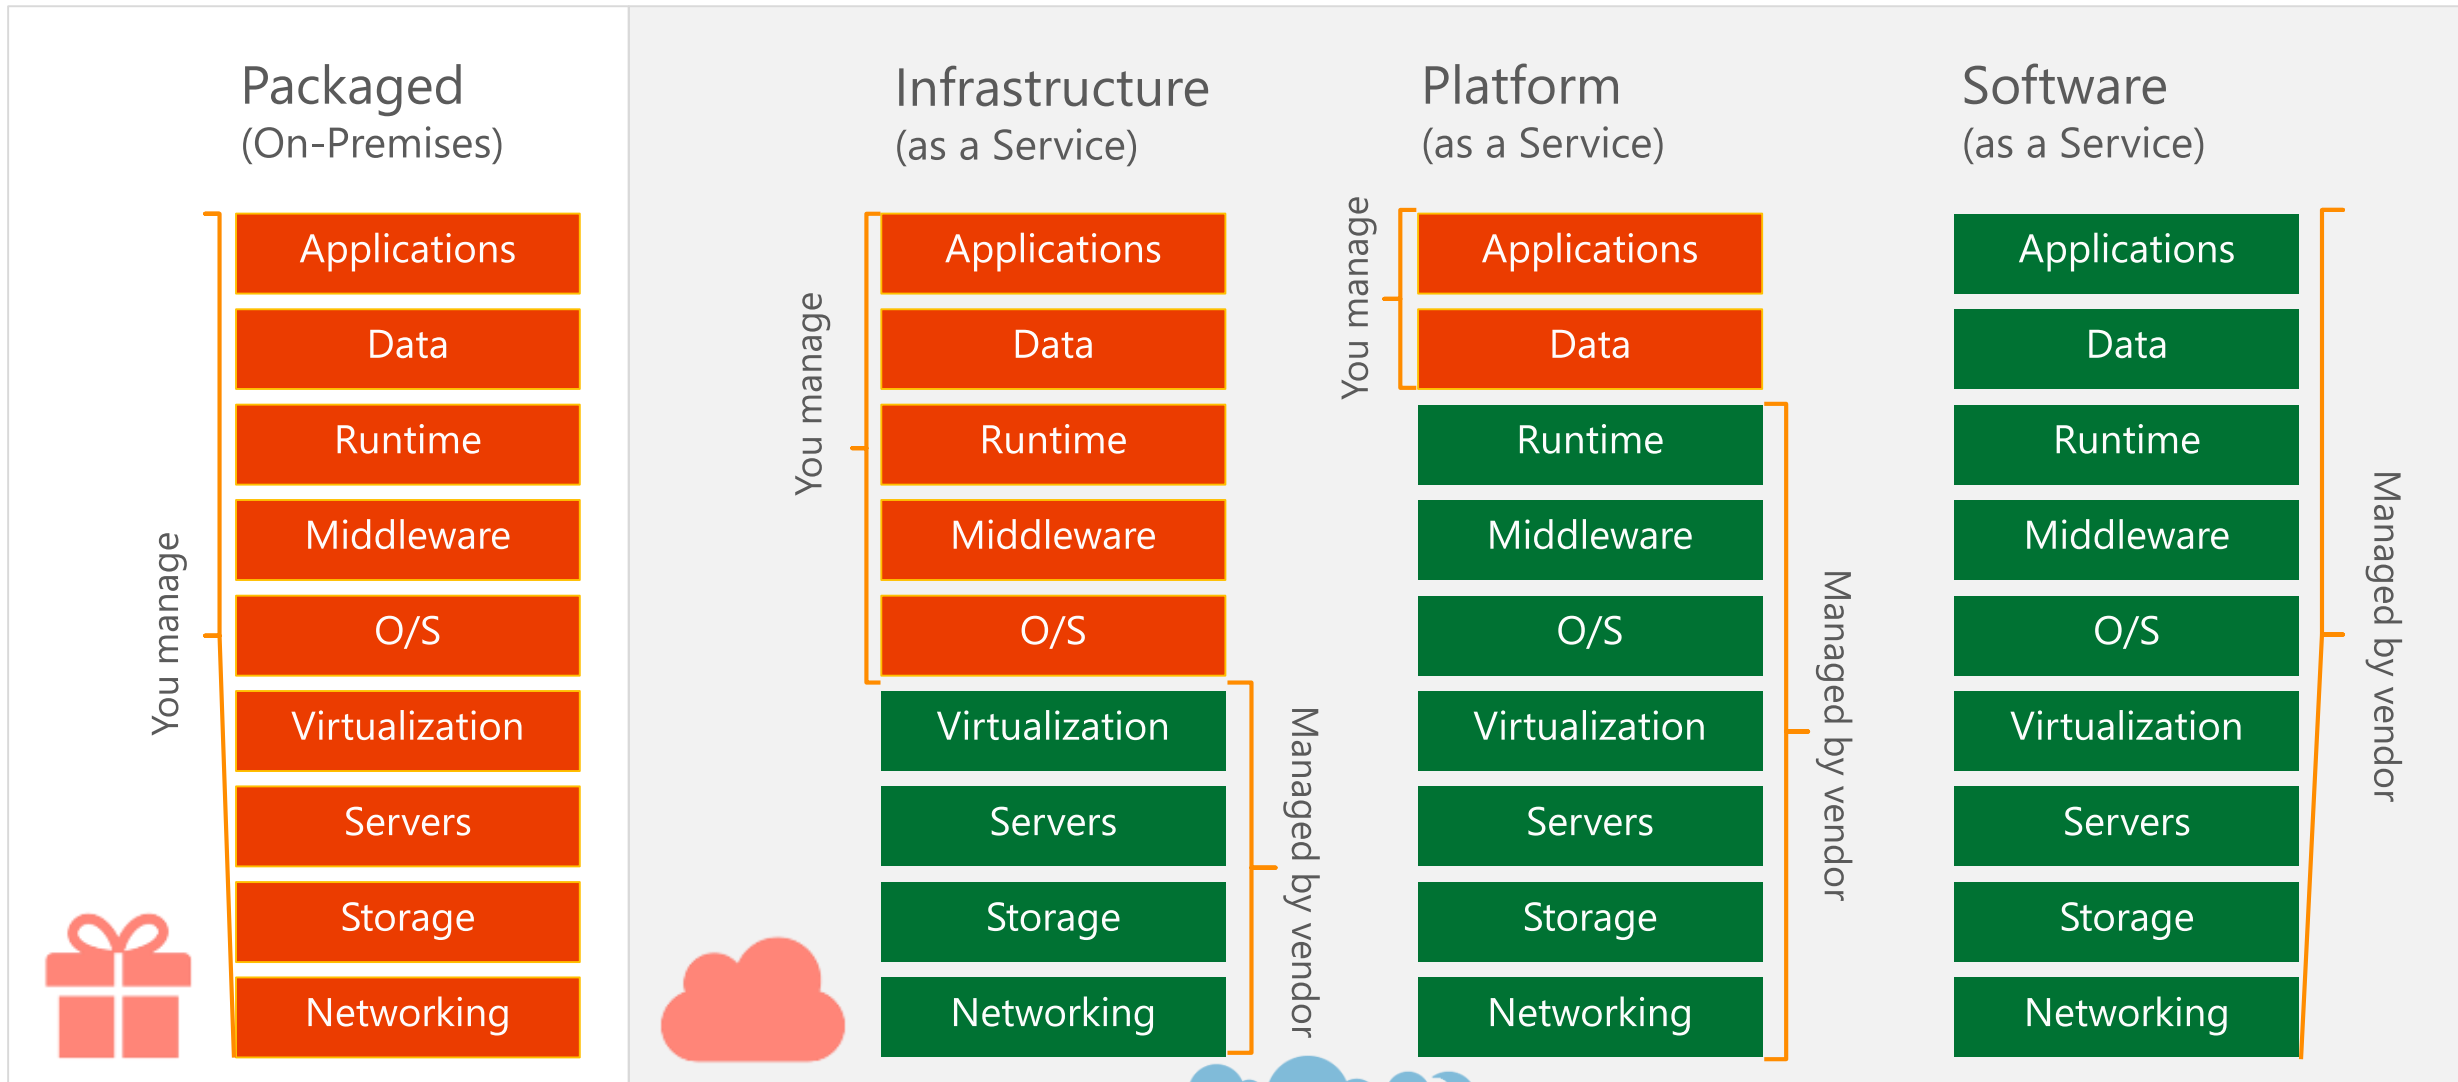 Packaged
(On-Premises)
You manage
Applications
Data
Runtime
Middleware
O/S
Virtualization
Servers
Storage
Networking
Infrastructure
(as a Service)
You manage
Applications
Data
Runtime
Middleware
O/S
Virtualization
Servers
Storage
Networking
Managed by vendor
Platform
(as a Service)
You manage
Applications
Data
Runtime
Middleware
O/S
Virtualization
Servers
Storage
Networking
Managed by vendor
Software
(as a Service)
Applications
Data
Runtime
Middleware
O/S
Virtualization
Servers
Storage
Networking
Managed by vendor